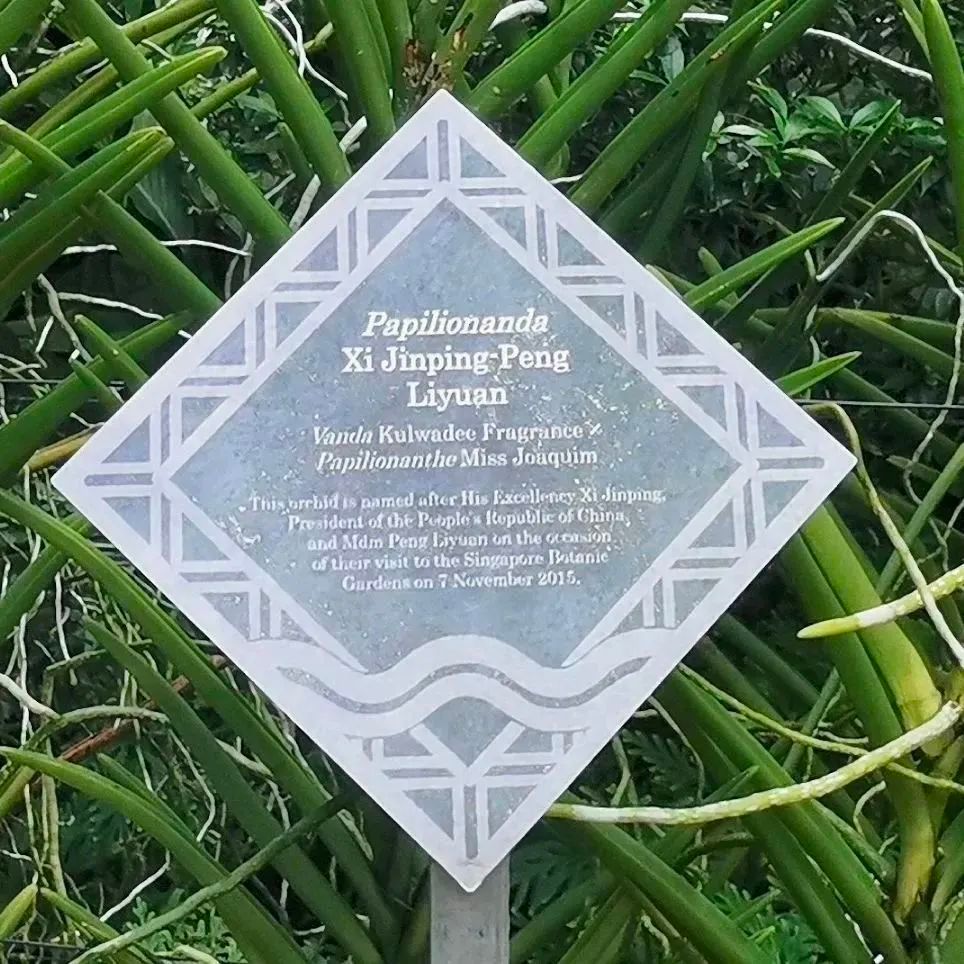 Papilionanda
Xi Jinping-Peng
Liyuan
Vanda Kulwadee Fragrance ×
Papilionanthe Miss Joaquim
This orchid is named after His Excellency Xi Jinping,
President of the People's Republic of China,
and Mdm Peng Liyuan on the occasion
of their visit to the Singapore Botanic
Gardens on 7 November 2015.